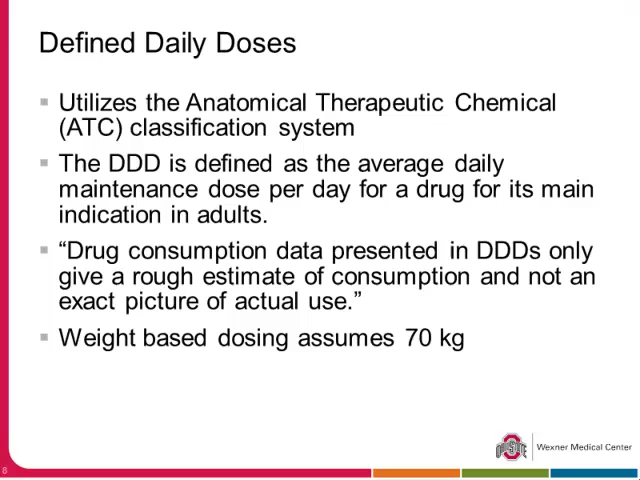 Defined Daily Doses
Utilizes the Anatomical Therapeutic Chemical
(ATC) classification system
The DDD is defined as the average daily
maintenance dose per day for a drug for its main
indication in adults.
“Drug consumption data presented in DDDs only
give a rough estimate of consumption and not an
exact picture of actual use.”
Weight based dosing assumes 70 kg
OHIO STATE
Wexner Medical Center
8